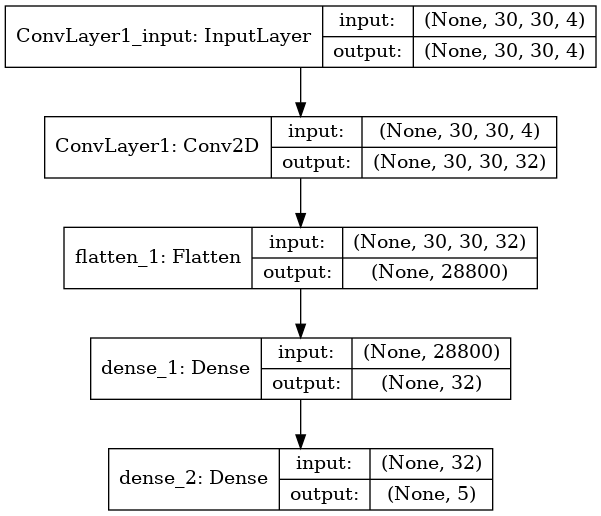 ConvLayer1_input: InputLayer
input: (None, 30, 30, 4)
output: (None, 30, 30, 4)
ConvLayer1: Conv2D
input: (None, 30, 30, 4)
output: (None, 30, 30, 32)
flatten_1: Flatten
input: (None, 30, 30, 32)
output: (None, 28800)
dense_1: Dense
input: (None, 28800)
output: (None, 32)
dense_2: Dense
input: (None, 32)
output: (None, 5)